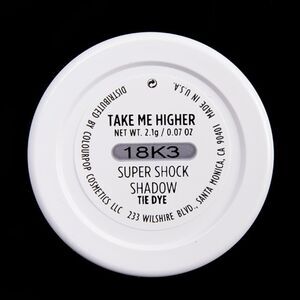 TAKE ME HIGHER
NET WT. 2.1g / 0.07 OZ
18K3
SUPER SHOCK
SHADOW
TIE DYE
DISTRIBUTED BY COLOURPOP COSMETICS LLC 233 WILSHIRE BLVD., SANTA MONICA, CA 90401 MADE IN U.S.A.